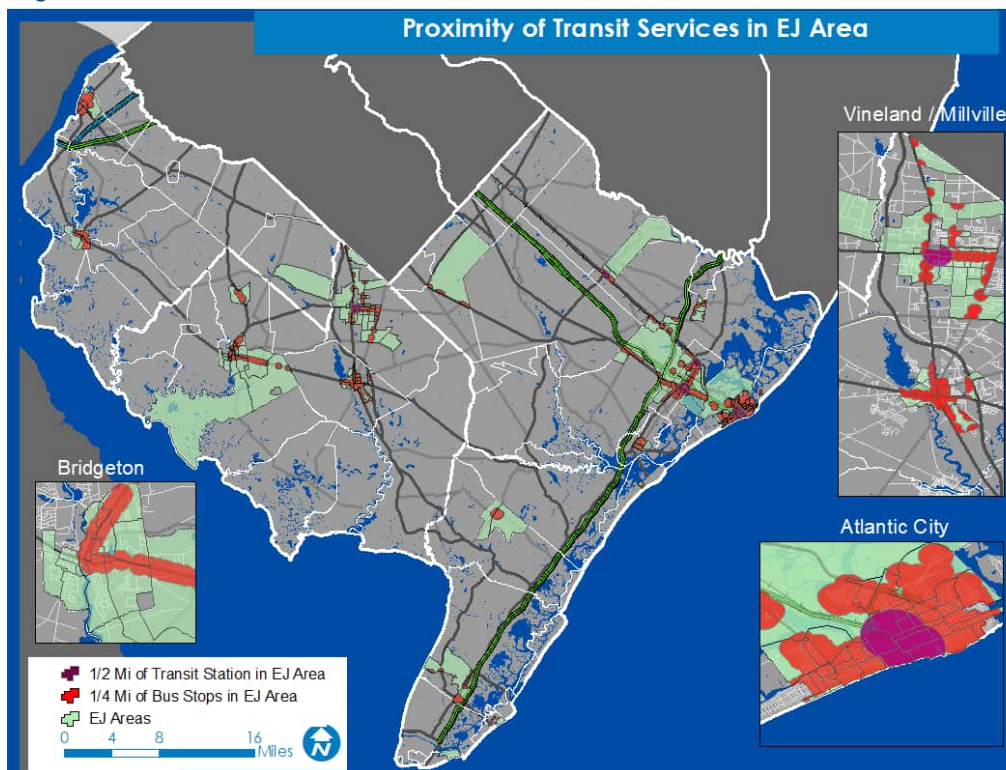 Proximity of Transit Services in EJ Area
Vineland / Millville
Bridgeton
Atlantic City
1/2 Mi of Transit Station in EJ Area
1/4 Mi of Bus Stops in EJ Area
EJ Areas
0 4 8 16
Miles
N